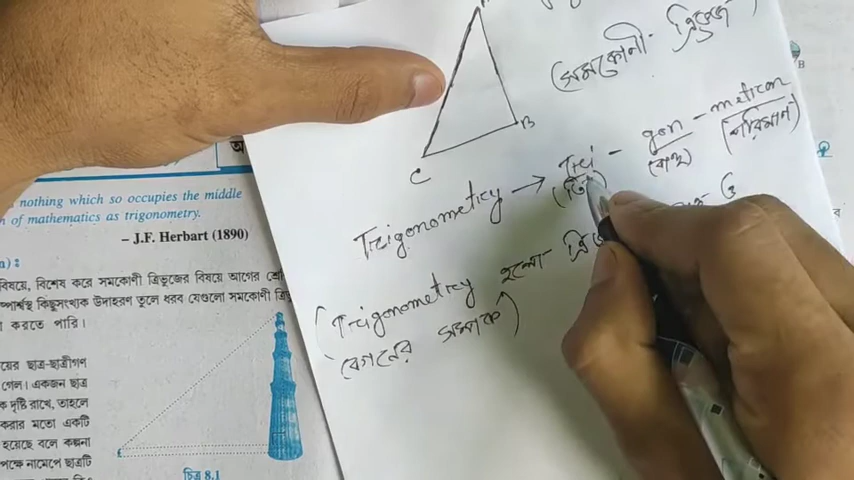 B
C
(সমকোণী ত্রিভুজ)
Trigonometry → Tri - gon - metron
(তিন) (বাহু) (পরিমাপ)
(Trigonometry হলো
কোণের সম্পর্ক)
nothing which so occupies the middle
of mathematics as trigonometry.
– J.F. Herbart (1890)
বিষয়ে, বিশেষ করে সমকোণী ত্রিভুজের বিষয়ে আগের
কিছুসংখ্যক উদাহরণ তুলে ধরব যেগুলো সমকোণী
করতে পারি।
য়ের ছাত্র-ছাত্রীগণ
গেল। একজন ছাত্র
দৃষ্টি রাখে, তাহলে
করার মতো একটি
হয়েছে বলে কল্পনা
নামেপে ছাত্রটি
চিত্র 8.1
B